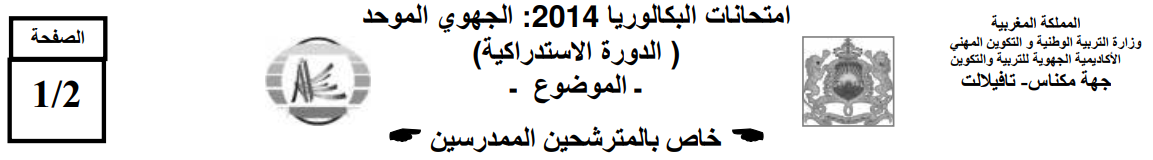 المملكة المغربية
وزارة التربية الوطنية و التكوين المهني
الأكاديمية الجهوية للتربية والتكوين
جهة مكناس- تافيلالت
امتحانات البكالوريا 2014: الجهوي الموحد
( الدورة الاستدراكية)
- الموضوع -
خاص بالمترشحين الممدرسين
الصفحة
1/2